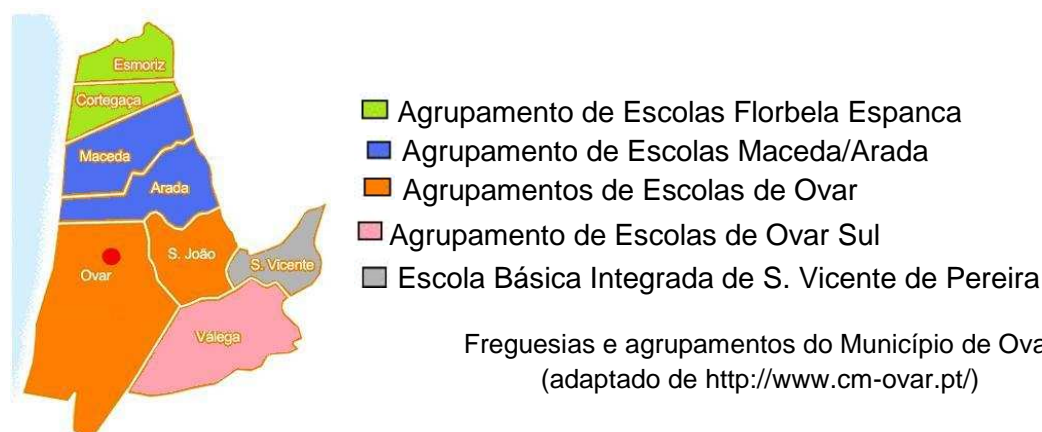 Esmoriz
Cortegaça
Maceda
Arada
S. João
Ovar
S. Vicente
Válega
Agrupamento de Escolas Florbela Espanca
Agrupamento de Escolas Maceda/Arada
Agrupamentos de Escolas de Ovar
Agrupamento de Escolas de Ovar Sul
Escola Básica Integrada de S. Vicente de Pereira
Freguesias e agrupamentos do Município de Ova
(adaptado de http://www.cm-ovar.pt/)